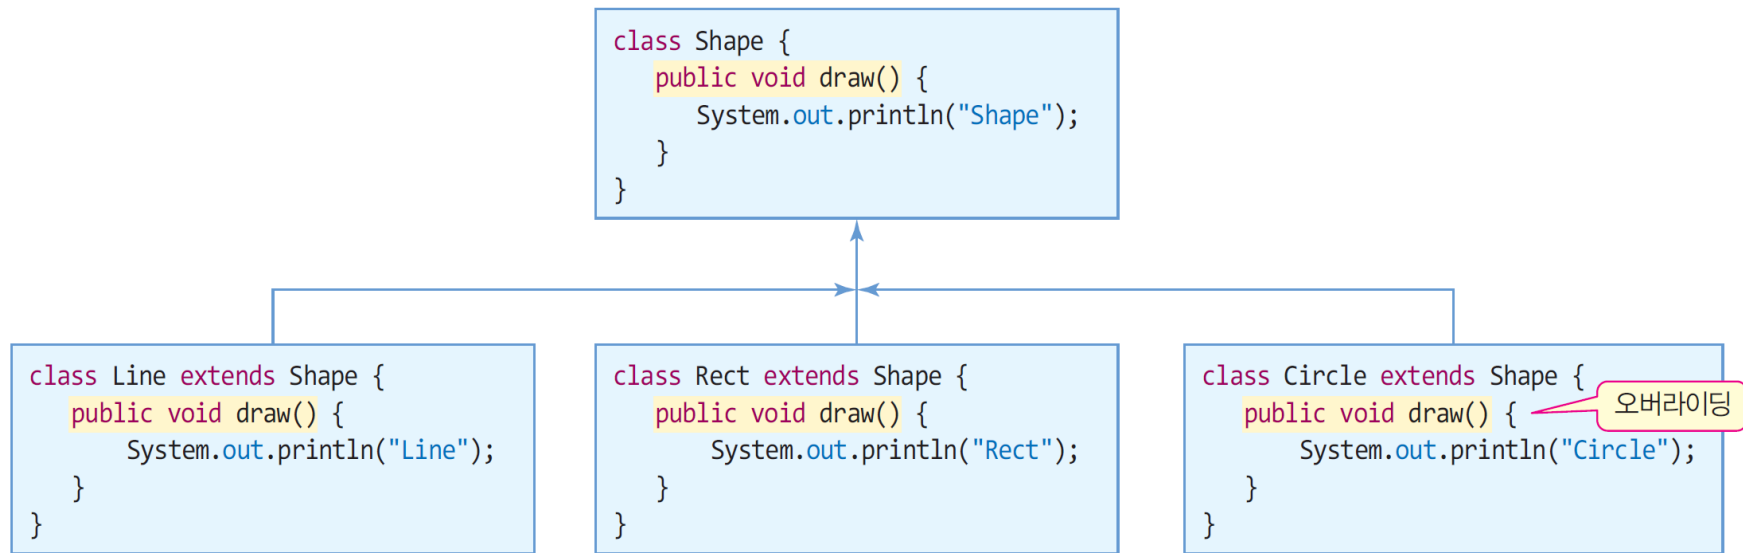 class Shape {
public void draw() {
System.out.println("Shape");
}
}
class Line extends Shape {
public void draw() {
System.out.println("Line");
}
}
class Rect extends Shape {
public void draw() {
System.out.println("Rect");
}
}
class Circle extends Shape {
public void draw() {
오버라이딩
System.out.println("Circle");
}
}